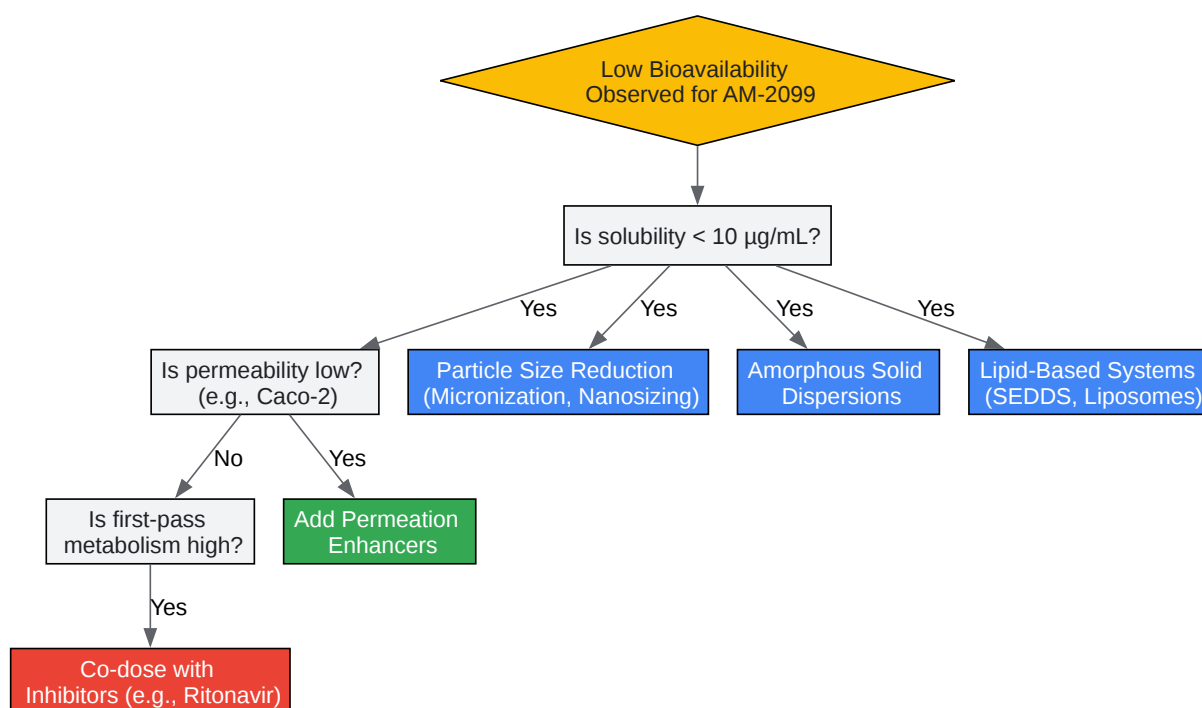 Low Bioavailability
Observed for AM-2099
Is solubility < 10 µg/mL?
Yes
Yes
Yes
Yes
Is permeability low?
(e.g., Caco-2)
Particle Size Reduction
(Micronization, Nanosizing)
Amorphous Solid
Dispersions
Lipid-Based Systems
(SEDDS, Liposomes)
No
Yes
Is first-pass
metabolism high?
Add Permeation
Enhancers
Yes
Co-dose with
Inhibitors (e.g., Ritonavir)